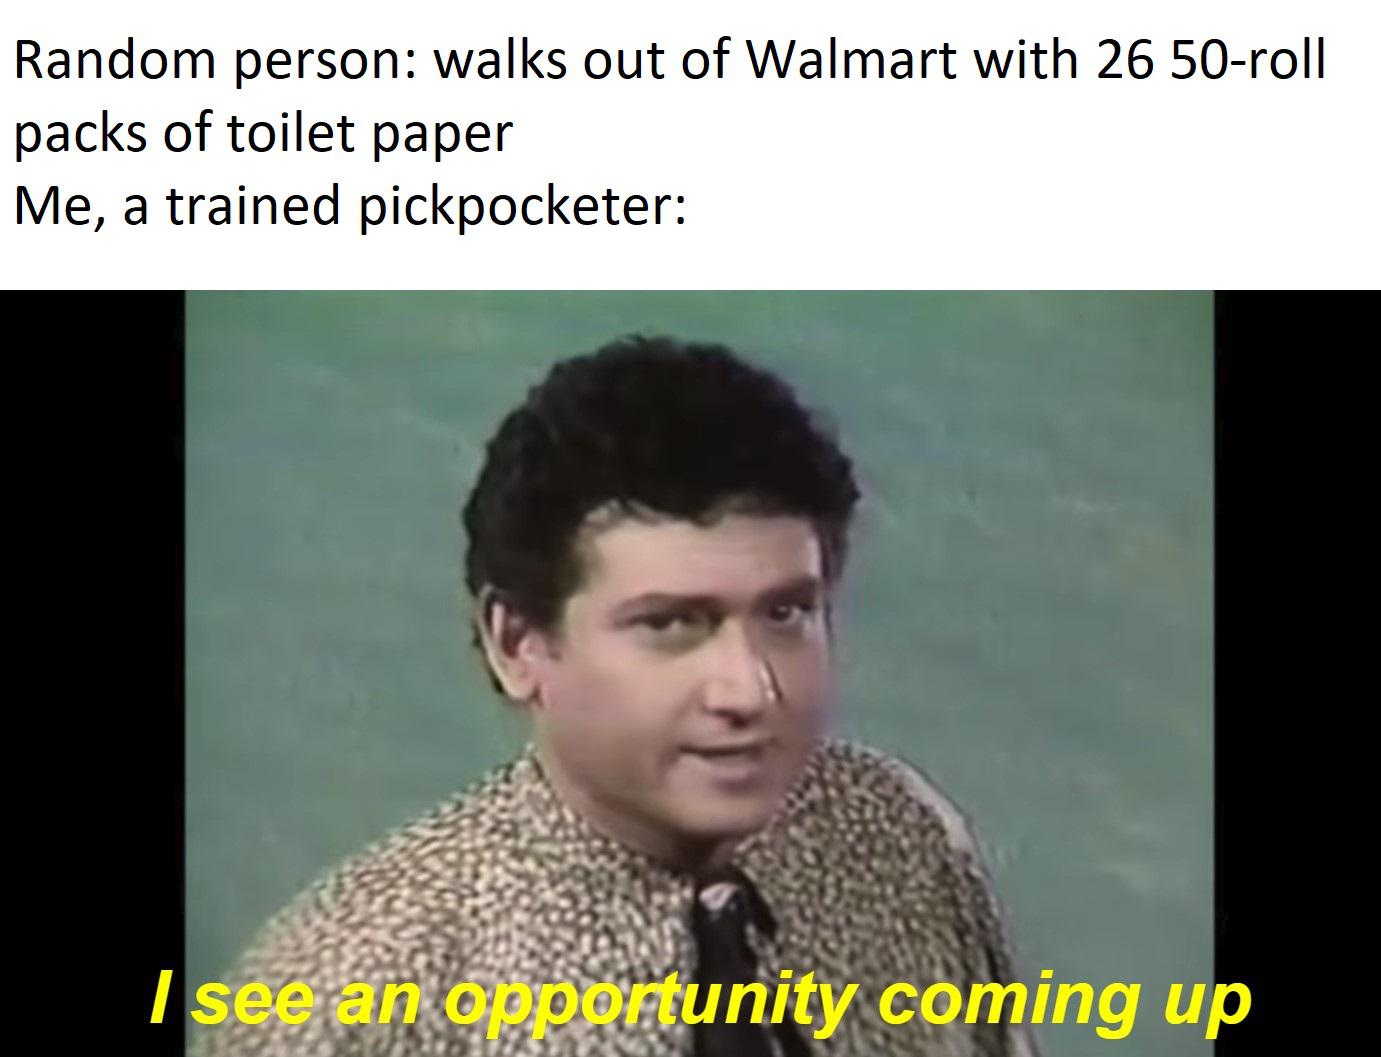 Random person: walks out of Walmart with 26 50-roll
packs of toilet paper
Me, a trained pickpocketer:
I see an opportunity coming up